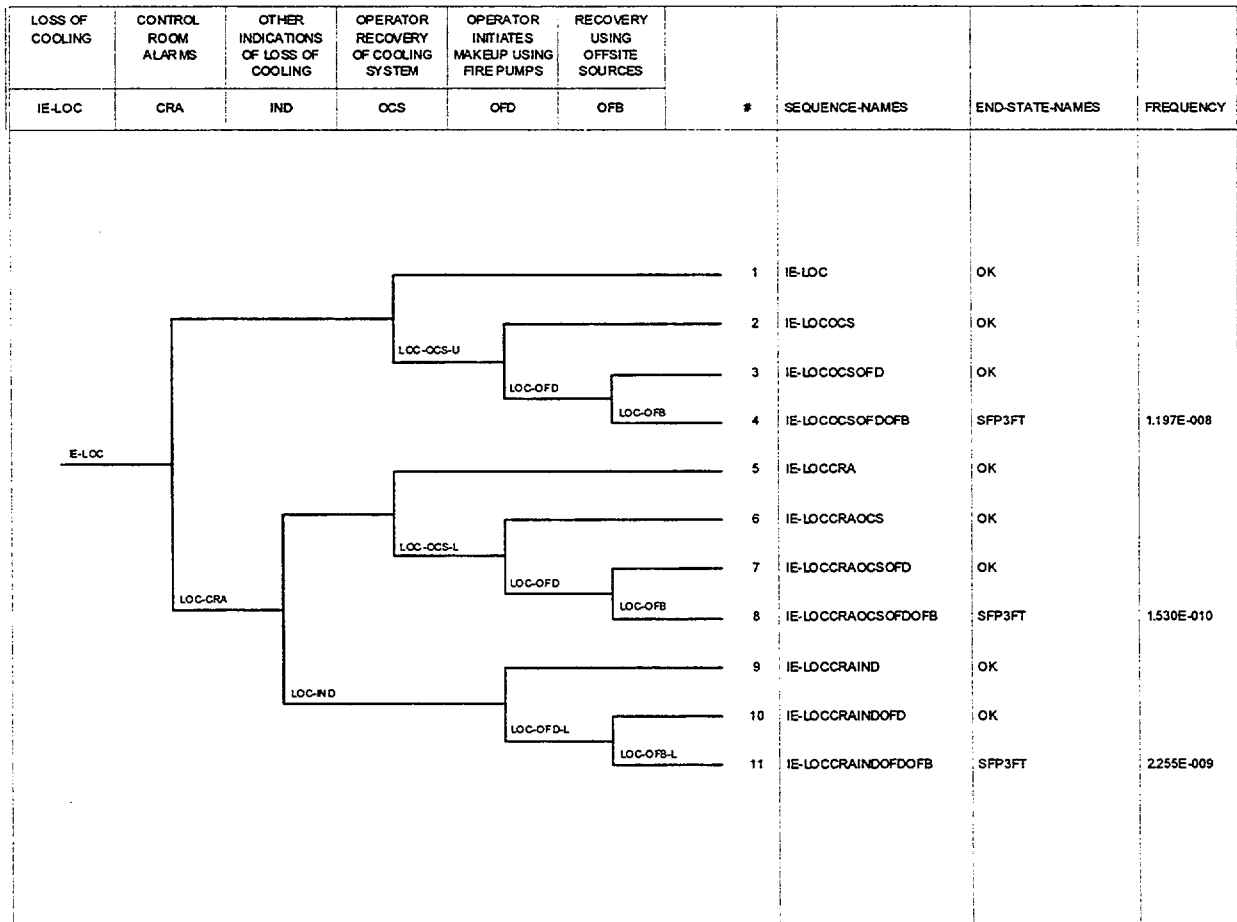 LOSS OF COOLING
CONTROL ROOM ALARMS
OTHER INDICATIONS OF LOSS OF COOLING
OPERATOR RECOVERY OF COOLING SYSTEM
OPERATOR INITIATES MAKEUP USING FIRE PUMPS
RECOVERY USING OFFSITE SOURCES
IE-LOC CRA IND OCS OFD OFB # SEQUENCE-NAMES END-STATE-NAMES FREQUENCY
1 IE-LOC OK
2 IE-LOCOCS OK
LOC-OCS-U
3 IE-LOCOCSOFD OK
LOC-OFD
LOC-OFB
4 IE-LOCOCSOFDOFB SFP3FT 1.197E-008
IE-LOC
5 IE-LOCCRA OK
6 IE-LOCCRAOCS OK
LOC-OCS-L
7 IE-LOCCRAOCSOFD OK
LOC-OFD
LOC-CRA
LOC-OFB
8 IE-LOCCRAOCSOFDOFB SFP3FT 1.530E-010
9 IE-LOCCRAIND OK
LOC-IND
10 IE-LOCCRAINDOFD OK
LOC-OFD-L
LOC-OFB-L
11 IE-LOCCRAINDOFDOFB SFP3FT 2.255E-009